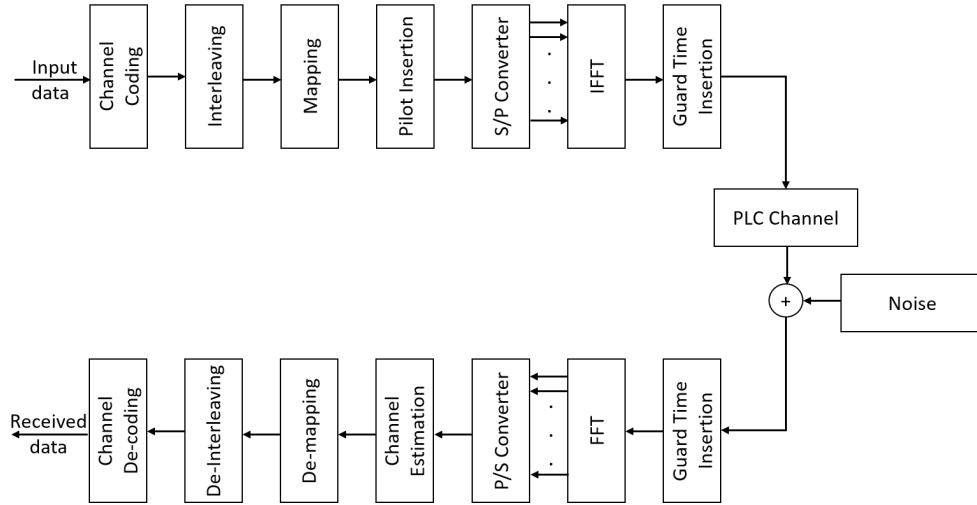 Input
data
Channel
Coding
Interleaving
Mapping
Pilot Insertion
S/P Converter
IFFT
Guard Time
Insertion
PLC Channel
+
Noise
Received
data
Channel
De-coding
De-Interleaving
De-mapping
Channel
Estimation
P/S Converter
FFT
Guard Time
Insertion